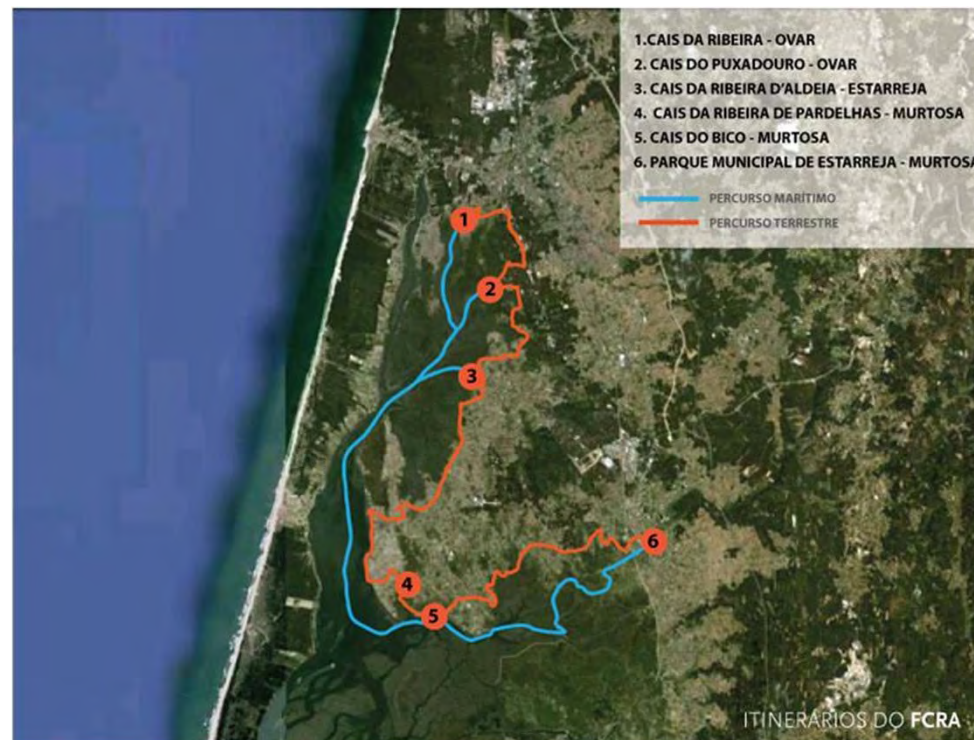 1.CAIS DA RIBEIRA - OVAR
2. CAIS DO PUXADOURO - OVAR
3. CAIS DA RIBEIRA D'ALDEIA - ESTARREJA
4. CAIS DA RIBEIRA DE PARDELHAS - MURTOSA
5. CAIS DO BICO - MURTOSA
6. PARQUE MUNICIPAL DE ESTARREJA - MURTOSA
PERCURSO MARÍTIMO
PERCURSO TERRESTRE
1
2
3
6
4
5
ITINERÁRIOS DO FCRA